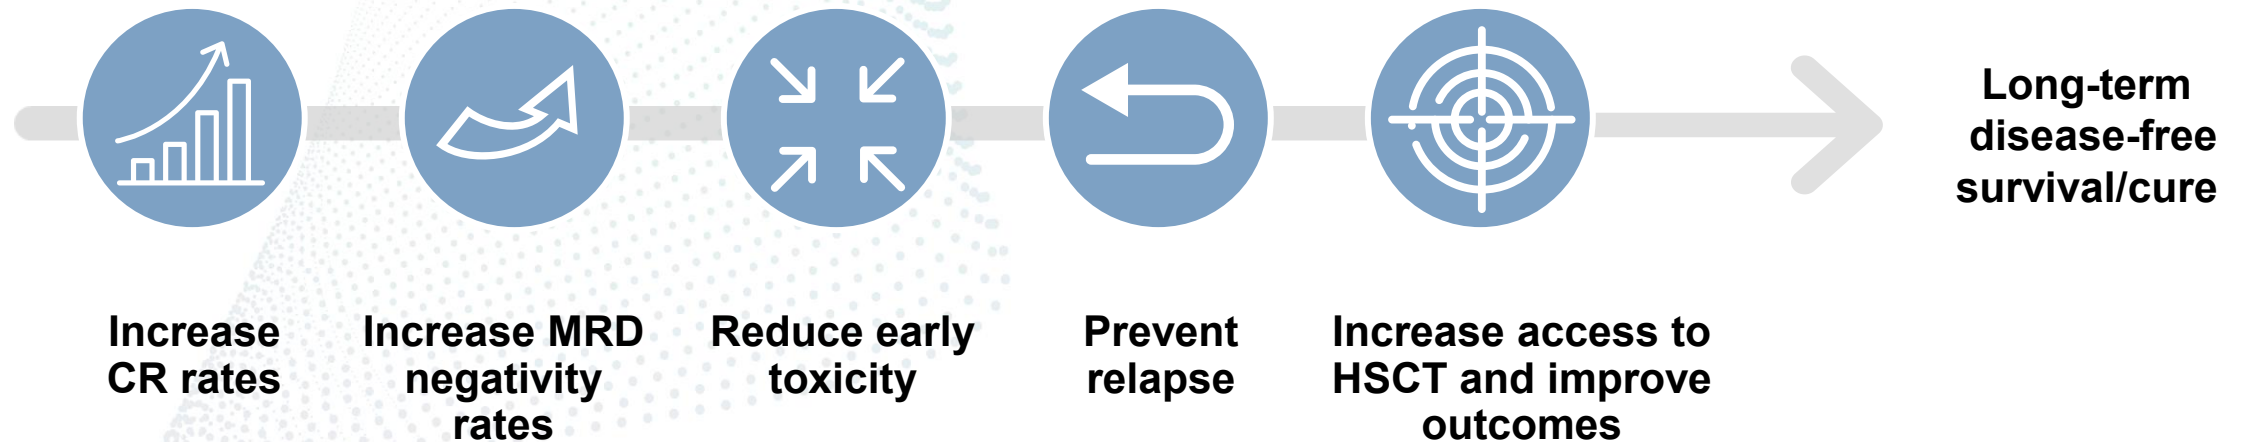 Long-term
disease-free
survival/cure
Increase
CR rates
Increase MRD
negativity
rates
Reduce early
toxicity
Prevent
relapse
Increase access to
HSCT and improve
outcomes